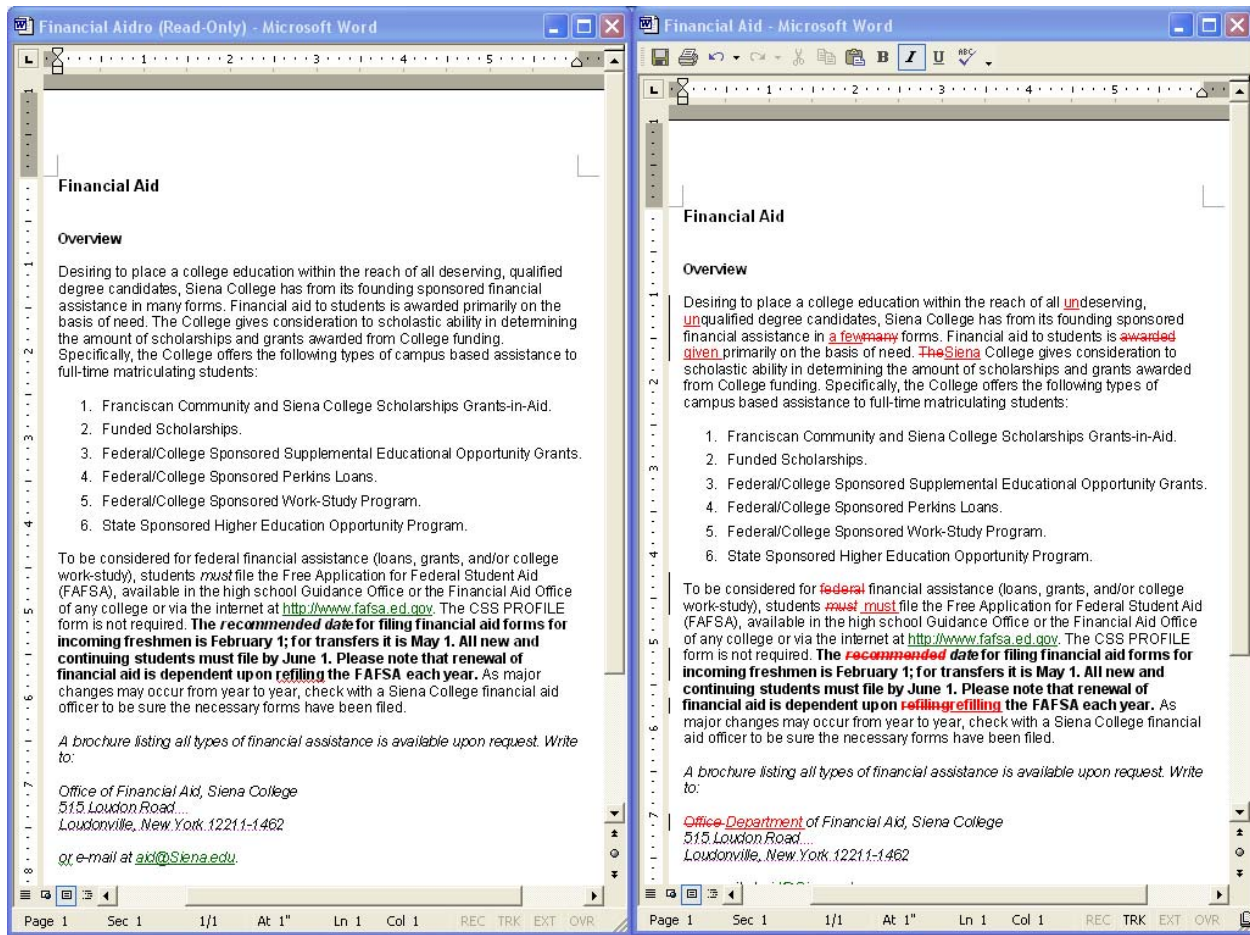 Financial Aidro (Read-Only) - Microsoft Word
Financial Aid
Overview
Desiring to place a college education within the reach of all deserving, qualified
degree candidates, Siena College has from its founding sponsored financial
assistance in many forms. Financial aid to students is awarded primarily on the
basis of need. The College gives consideration to scholastic ability in determining
the amount of scholarships and grants awarded from College funding.
Specifically, the College offers the following types of campus based assistance to
full-time matriculating students:
1. Franciscan Community and Siena College Scholarships Grants-in-Aid.
2. Funded Scholarships.
3. Federal/College Sponsored Supplemental Educational Opportunity Grants.
4. Federal/College Sponsored Perkins Loans.
5. Federal/College Sponsored Work-Study Program.
6. State Sponsored Higher Education Opportunity Program.
To be considered for federal financial assistance (loans, grants, and/or college
work-study), students must file the Free Application for Federal Student Aid
(FAFSA), available in the high school Guidance Office or the Financial Aid Office
of any college or via the internet at http://www.fafsa.ed.gov. The CSS PROFILE
form is not required. The recommended date for filing financial aid forms for
incoming freshmen is February 1; for transfers it is May 1. All new and
continuing students must file by June 1. Please note that renewal of
financial aid is dependent upon refiling the FAFSA each year. As major
changes may occur from year to year, check with a Siena College financial aid
officer to be sure the necessary forms have been filed.
A brochure listing all types of financial assistance is available upon request. Write
to:
Office of Financial Aid, Siena College
515 Loudon Road
Loudonville, New York 12211-1462
or e-mail at aid@Siena.edu.
Page 1 Sec 1 1/1 At 1" Ln 1 Col 1 REC TRK EXT OVR
Financial Aid - Microsoft Word
B I U ABC
Financial Aid
Overview
Desiring to place a college education within the reach of all undeserving,
unqualified degree candidates, Siena College has from its founding sponsored
financial assistance in a fewmany forms. Financial aid to students is awarded
given primarily on the basis of need. TheSiena College gives consideration to
scholastic ability in determining the amount of scholarships and grants awarded
from College funding. Specifically, the College offers the following types of
campus based assistance to full-time matriculating students:
1. Franciscan Community and Siena College Scholarships Grants-in-Aid.
2. Funded Scholarships.
3. Federal/College Sponsored Supplemental Educational Opportunity Grants.
4. Federal/College Sponsored Perkins Loans.
5. Federal/College Sponsored Work-Study Program.
6. State Sponsored Higher Education Opportunity Program.
To be considered for federal financial assistance (loans, grants, and/or college
work-study), students must must file the Free Application for Federal Student Aid
(FAFSA), available in the high school Guidance Office or the Financial Aid Office
of any college or via the internet at http://www.fafsa.ed.gov. The CSS PROFILE
form is not required. The recommended date for filing financial aid forms for
incoming freshmen is February 1; for transfers it is May 1. All new and
continuing students must file by June 1. Please note that renewal of
financial aid is dependent upon refilingrefilling the FAFSA each year. As
major changes may occur from year to year, check with a Siena College financial
aid officer to be sure the necessary forms have been filed.
A brochure listing all types of financial assistance is available upon request. Write
to:
Office Department of Financial Aid, Siena College
515 Loudon Road
Loudonville, New York 12211-1462
Page 1 Sec 1 1/1 At 1" Ln 1 Col 1 REC TRK EXT OVR